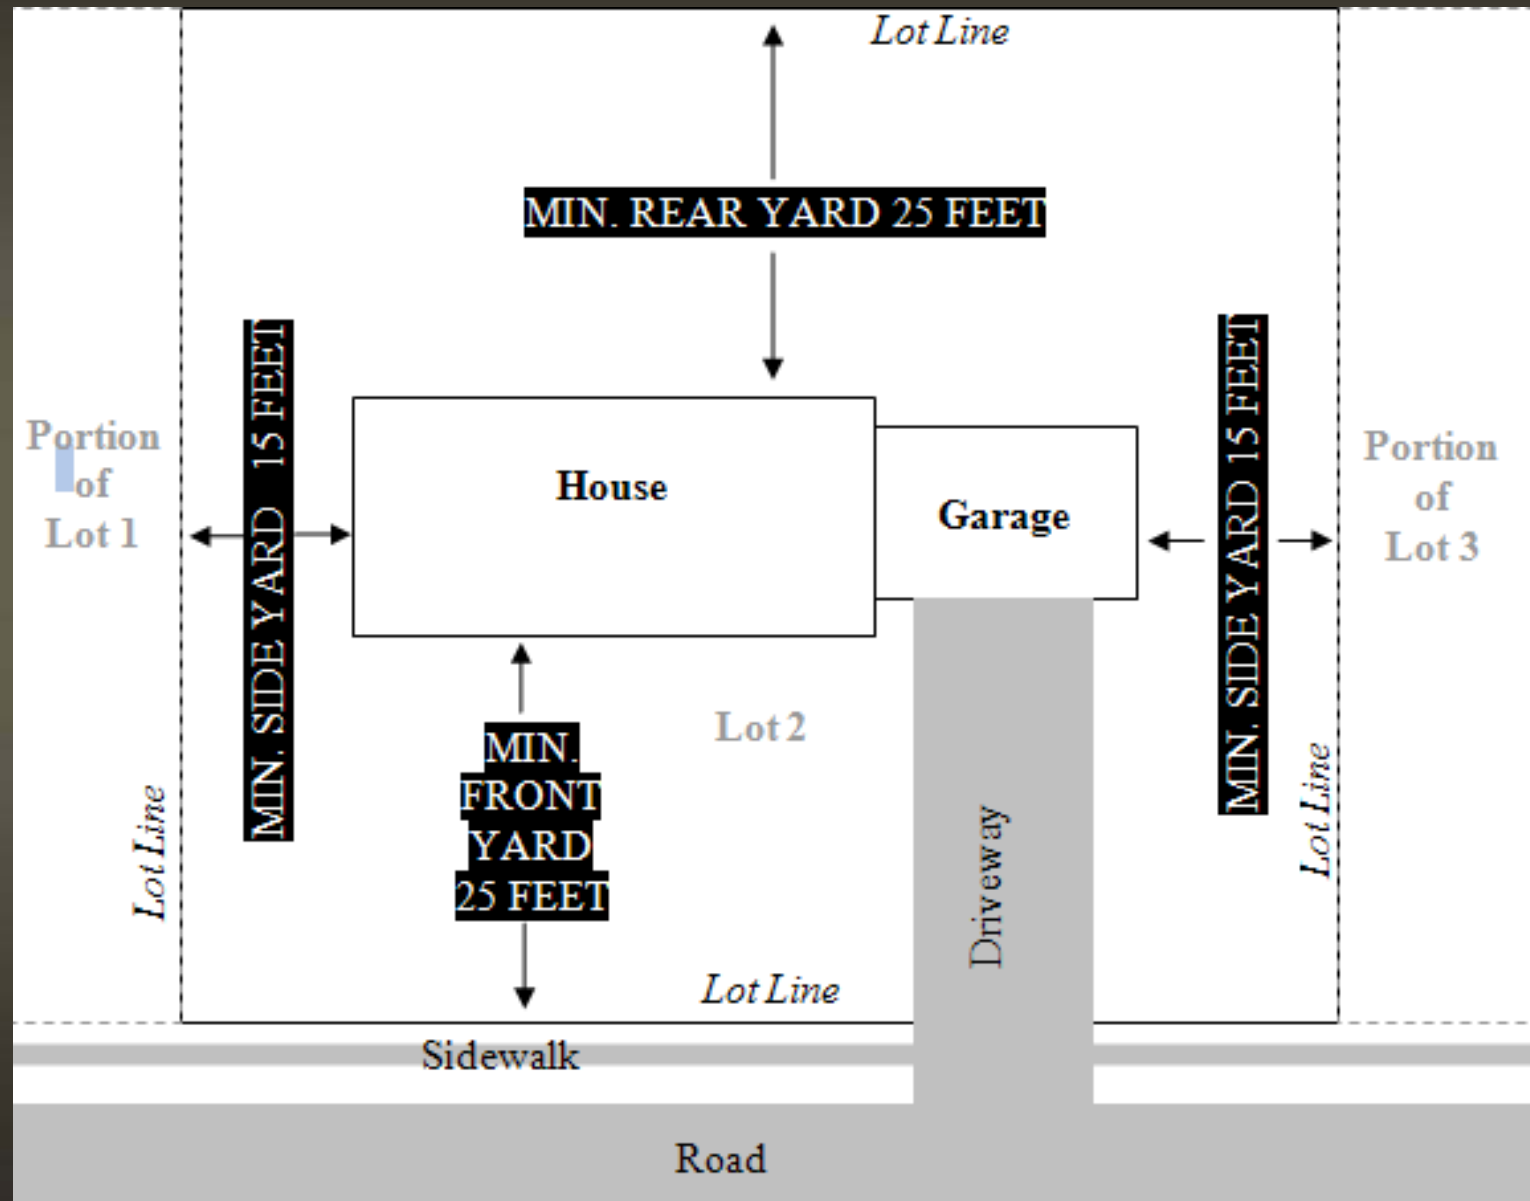 Lot Line
MIN. REAR YARD 25 FEET
MIN. SIDE YARD 15 FEET
MIN. SIDE YARD 15 FEET
Portion
of
Lot 1
House
Garage
Portion
of
Lot 3
Lot 2
MIN.
FRONT
YARD
25 FEET
Lot Line
Driveway
Lot Line
Lot Line
Sidewalk
Road